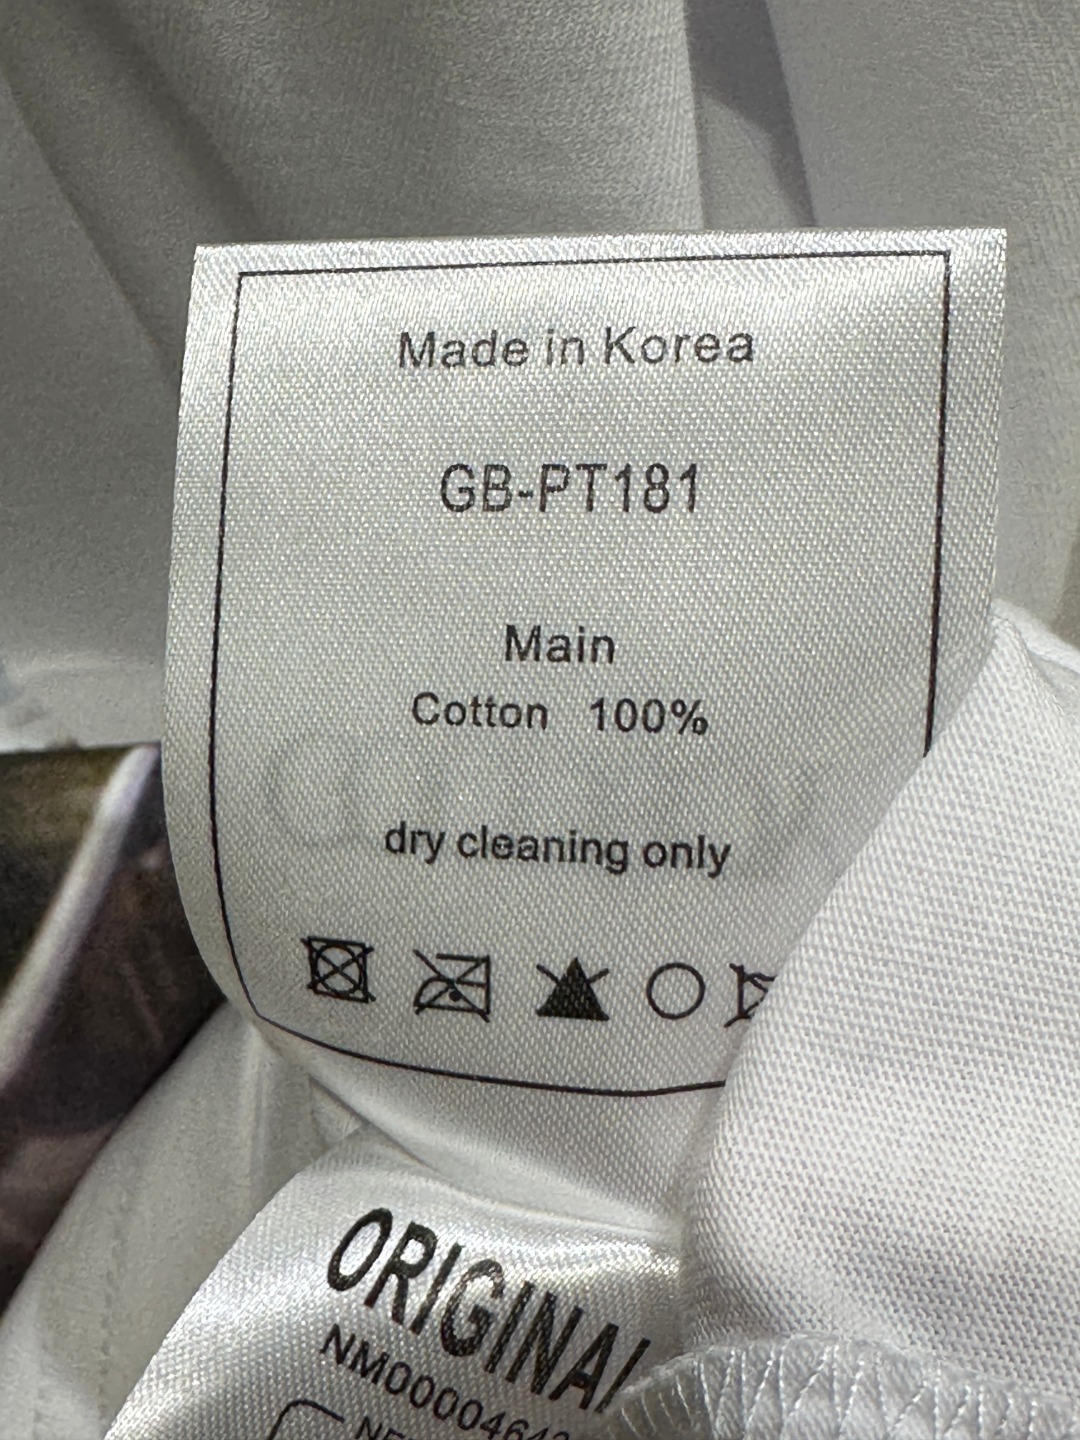 Made in Korea
GB-PT181
Main
Cotton 100%
dry cleaning only
ORIGINAL